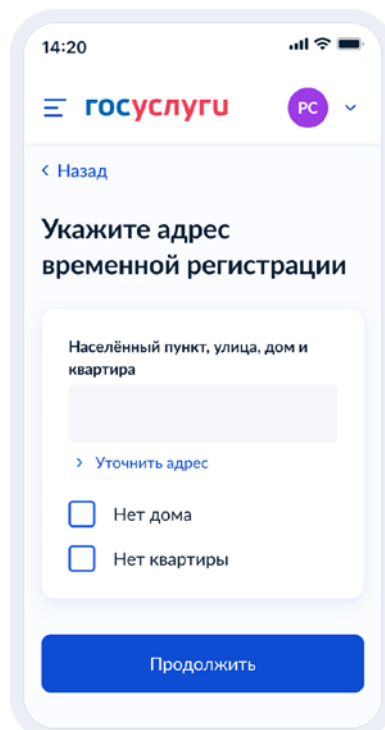 14:20
госуслуги
РС
Назад
Укажите адрес
временной регистрации
Населённый пункт, улица, дом и
квартира
Уточнить адрес
Нет дома
Нет квартиры
Продолжить